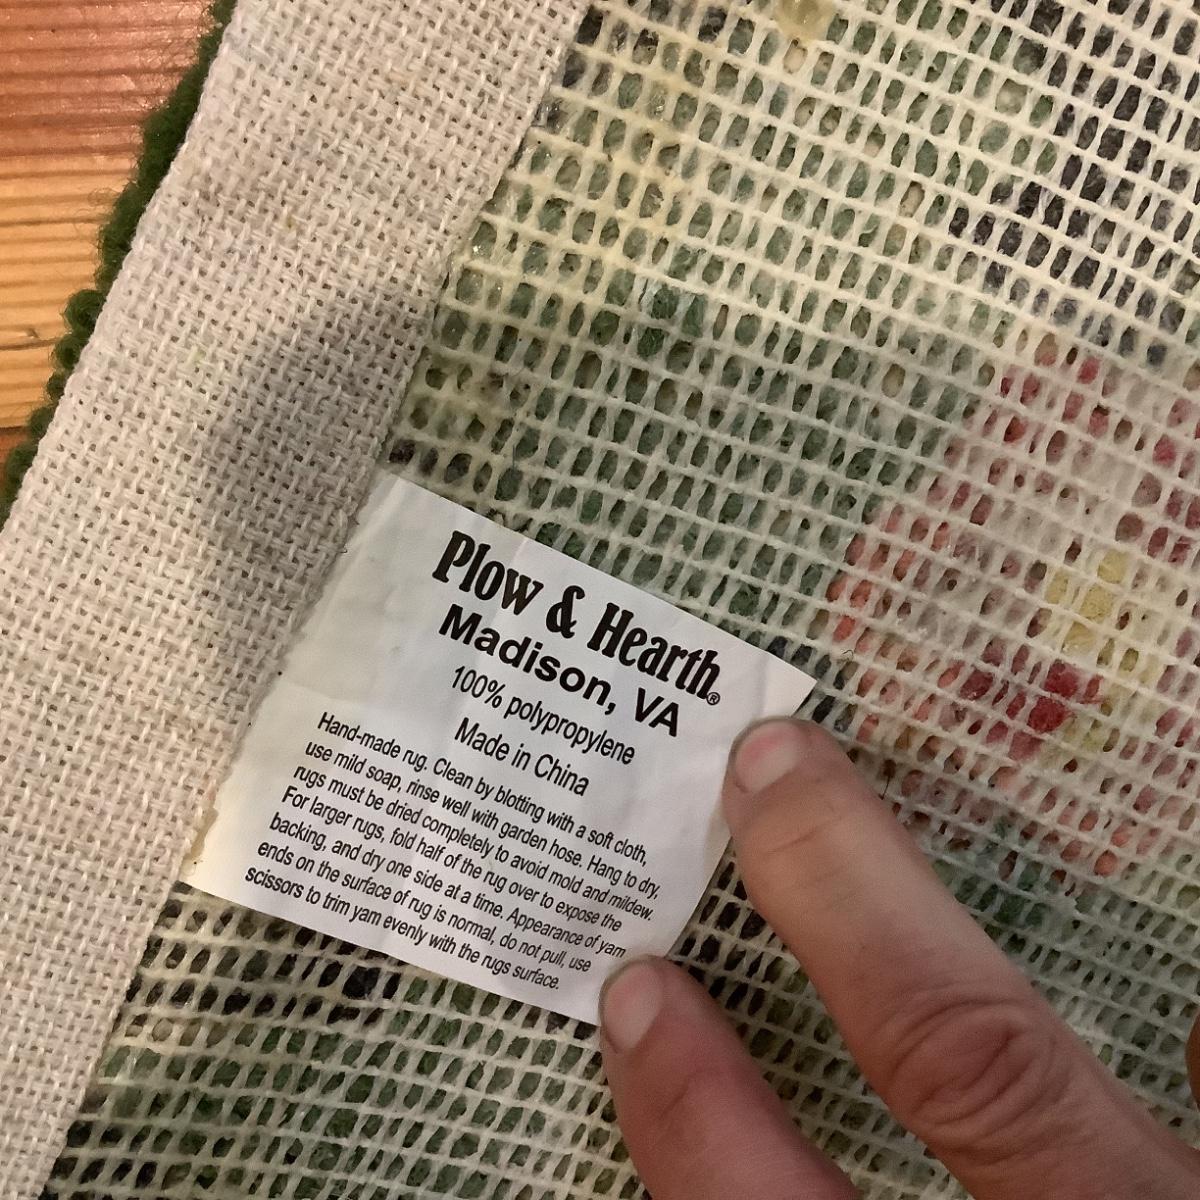 Plow & Hearth®
Madison, VA
100% polypropylene
Made in China
Hand-made rug. Clean by blotting with a soft cloth,
use mild soap, rinse well with garden hose. Hang to dry,
rugs must be dried completely to avoid mold and mildew.
For larger rugs, fold half of the rug over to expose the
backing, and dry one side at a time. Appearance of yarn
ends on the surface of rug is normal, do not pull, use
scissors to trim yarn evenly with the rugs surface.